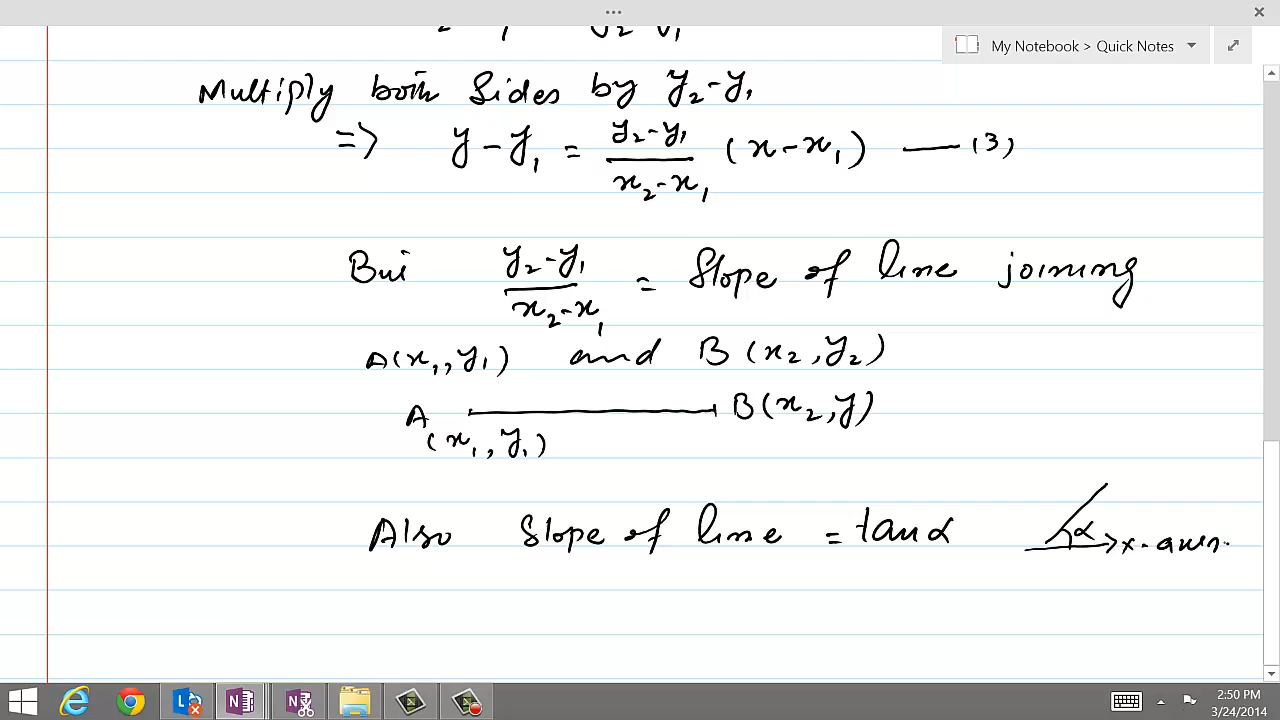 My Notebook > Quick Notes
Multiply both Sides by y₂-y₁
=> y-y₁ = (y₂-y₁)/(x₂-x₁) (x-x₁) —— (3)
But (y₂-y₁)/(x₂-x₁) = Slope of line joining
A(x₁,y₁) and B(x₂,y₂)
A B(x₂,y)
(x₁,y₁)
Also Slope of line = tanα α x-axis.
2:50 PM
3/24/2014